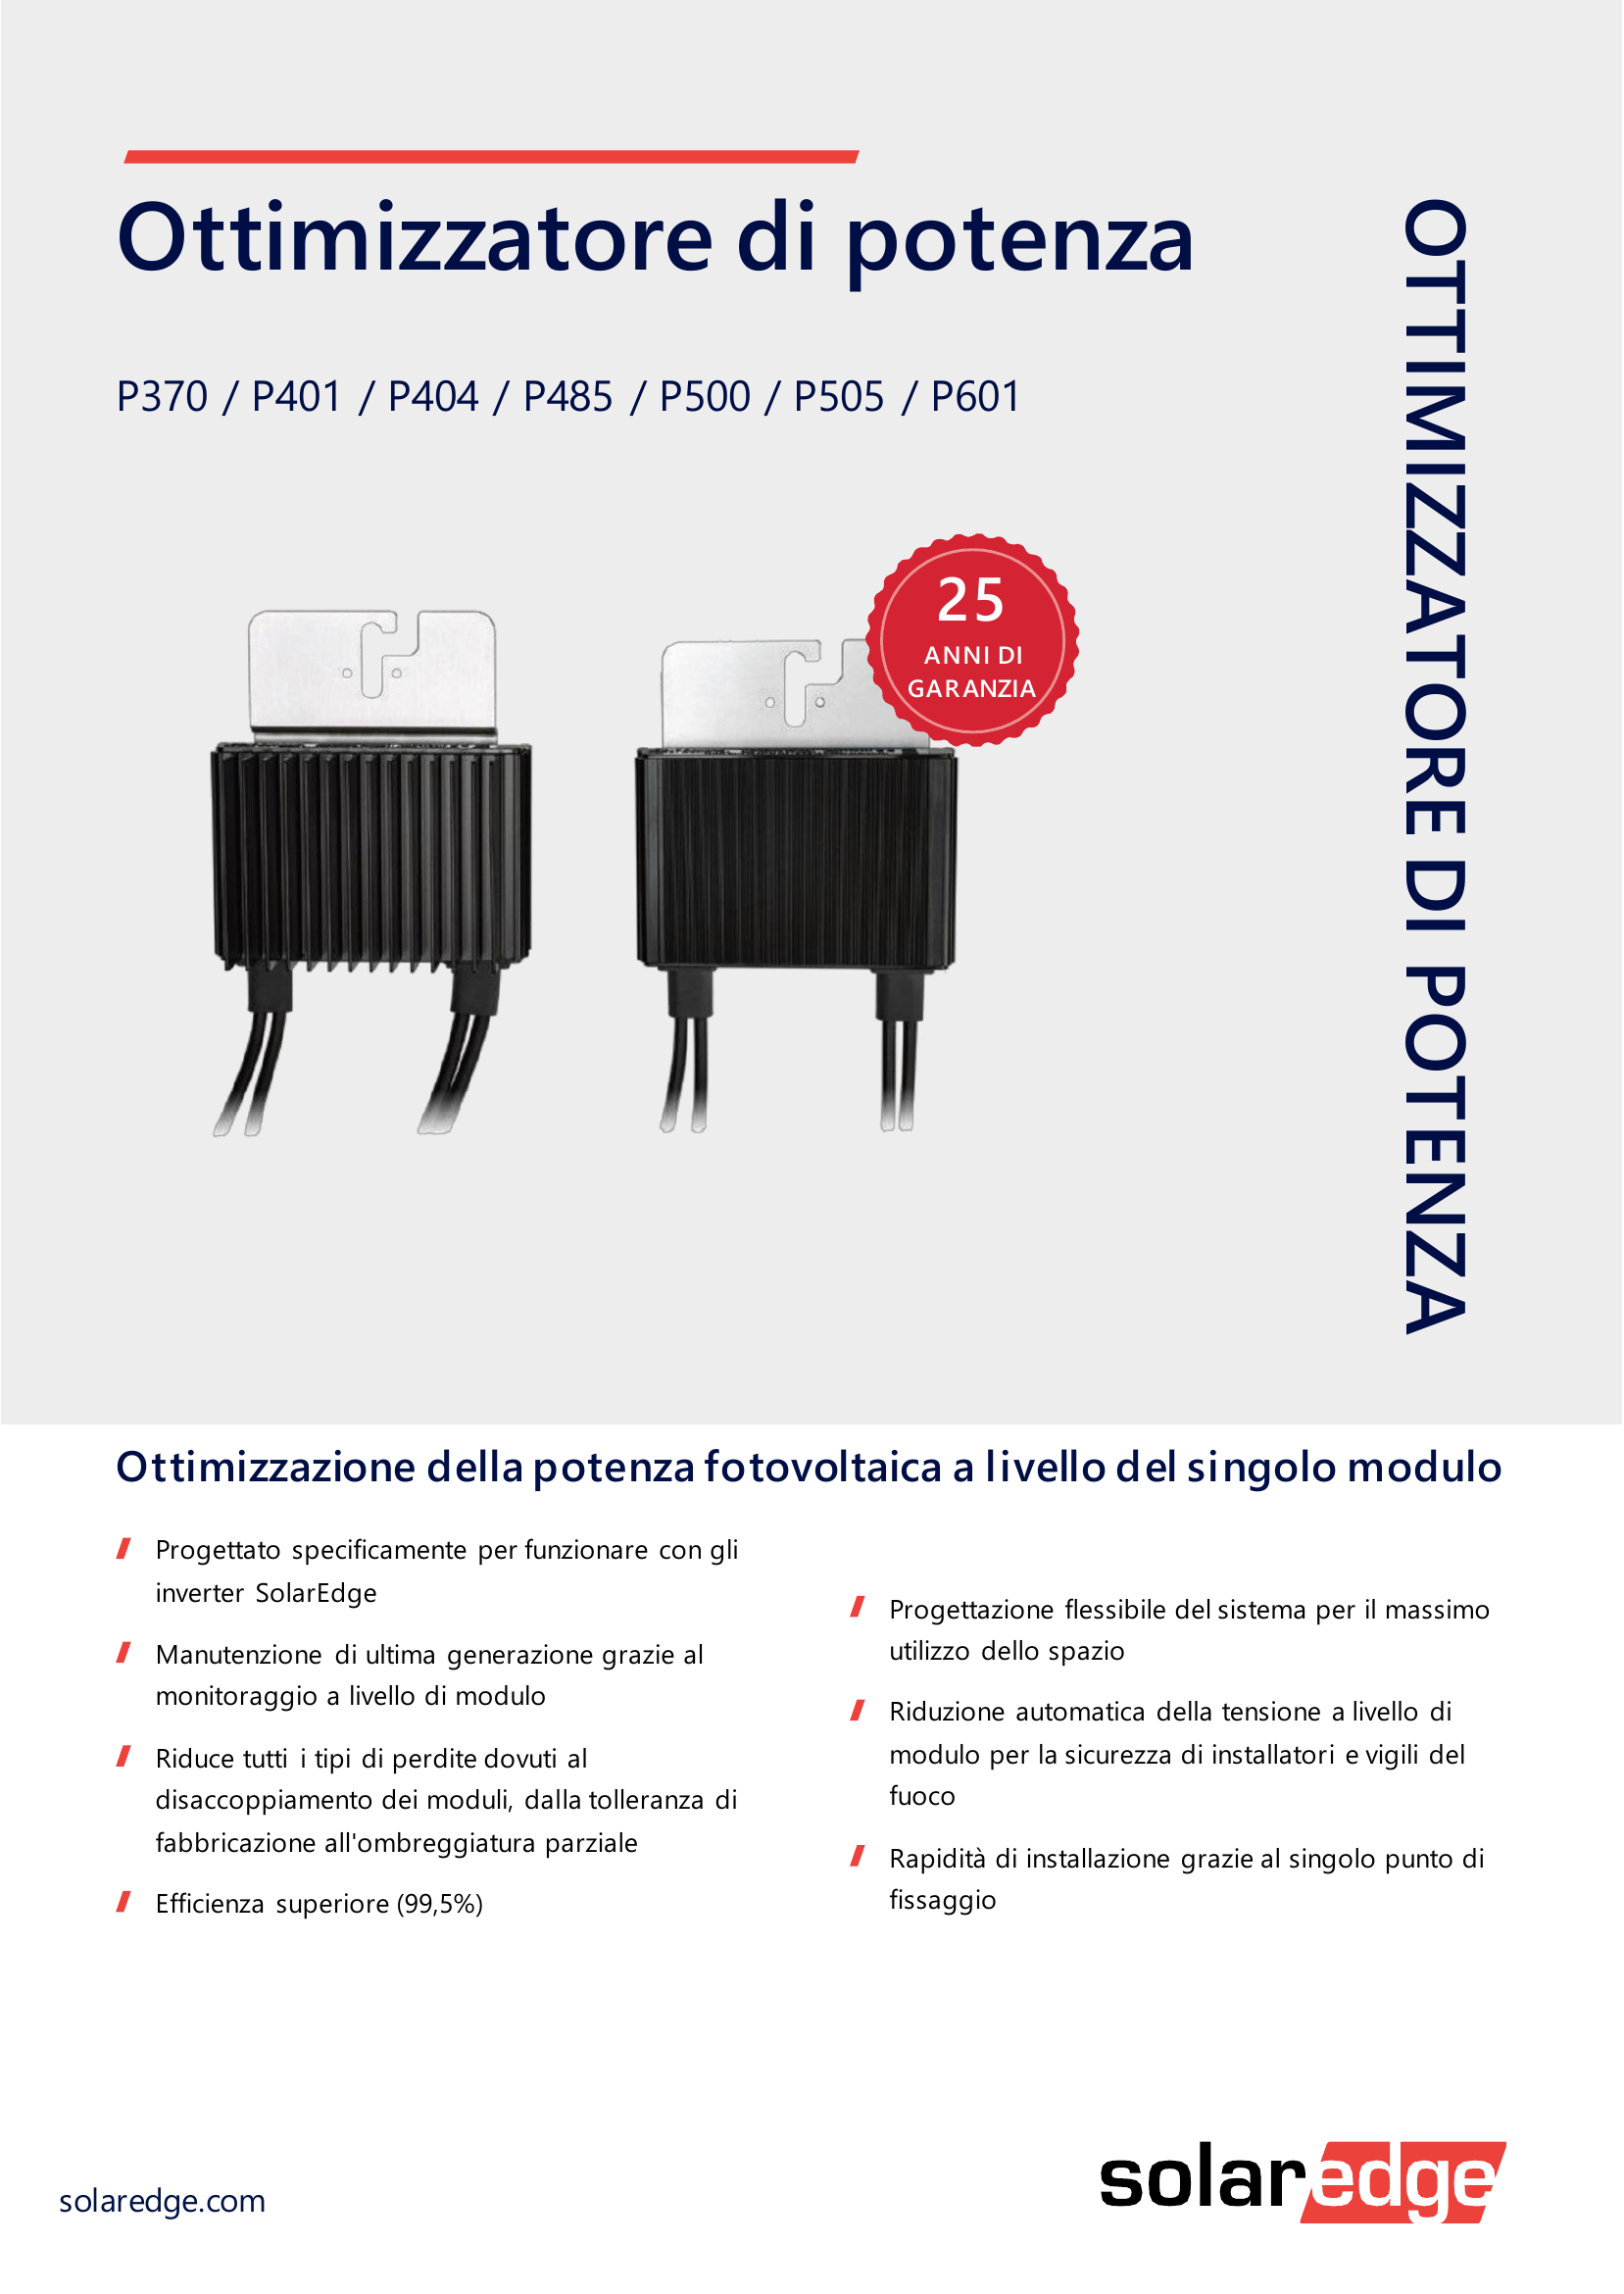 Ottimizzatore di potenza
P370 / P401 / P404 / P485 / P500 / P505 / P601
OTTIMIZZATORE DI POTENZA
25
ANNI DI
GARANZIA
Ottimizzazione della potenza fotovoltaica a livello del singolo modulo
Progettato specificamente per funzionare con gli
inverter SolarEdge
Manutenzione di ultima generazione grazie al
monitoraggio a livello di modulo
Riduce tutti i tipi di perdite dovuti al
disaccoppiamento dei moduli, dalla tolleranza di
fabbricazione all'ombreggiatura parziale
Efficienza superiore (99,5%)
Progettazione flessibile del sistema per il massimo
utilizzo dello spazio
Riduzione automatica della tensione a livello di
modulo per la sicurezza di installatori e vigili del
fuoco
Rapidità di installazione grazie al singolo punto di
fissaggio
solaredge.com
solaredge